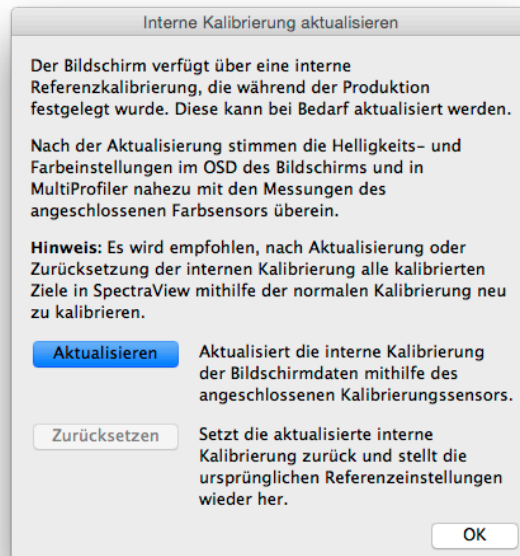 Interne Kalibrierung aktualisieren
Der Bildschirm verfügt über eine interne
Referenzkalibrierung, die während der Produktion
festgelegt wurde. Diese kann bei Bedarf aktualisiert werden.
Nach der Aktualisierung stimmen die Helligkeits- und
Farbeinstellungen im OSD des Bildschirms und in
MultiProfiler nahezu mit den Messungen des
angeschlossenen Farbsensors überein.
Hinweis: Es wird empfohlen, nach Aktualisierung oder
Zurücksetzung der internen Kalibrierung alle kalibrierten
Ziele in SpectraView mithilfe der normalen Kalibrierung neu
zu kalibrieren.
Aktualisieren
Aktualisiert die interne Kalibrierung
der Bildschirmdaten mithilfe des
angeschlossenen Kalibrierungssensors.
Zurücksetzen
Setzt die aktualisierte interne
Kalibrierung zurück und stellt die
ursprünglichen Referenzeinstellungen
wieder her.
OK